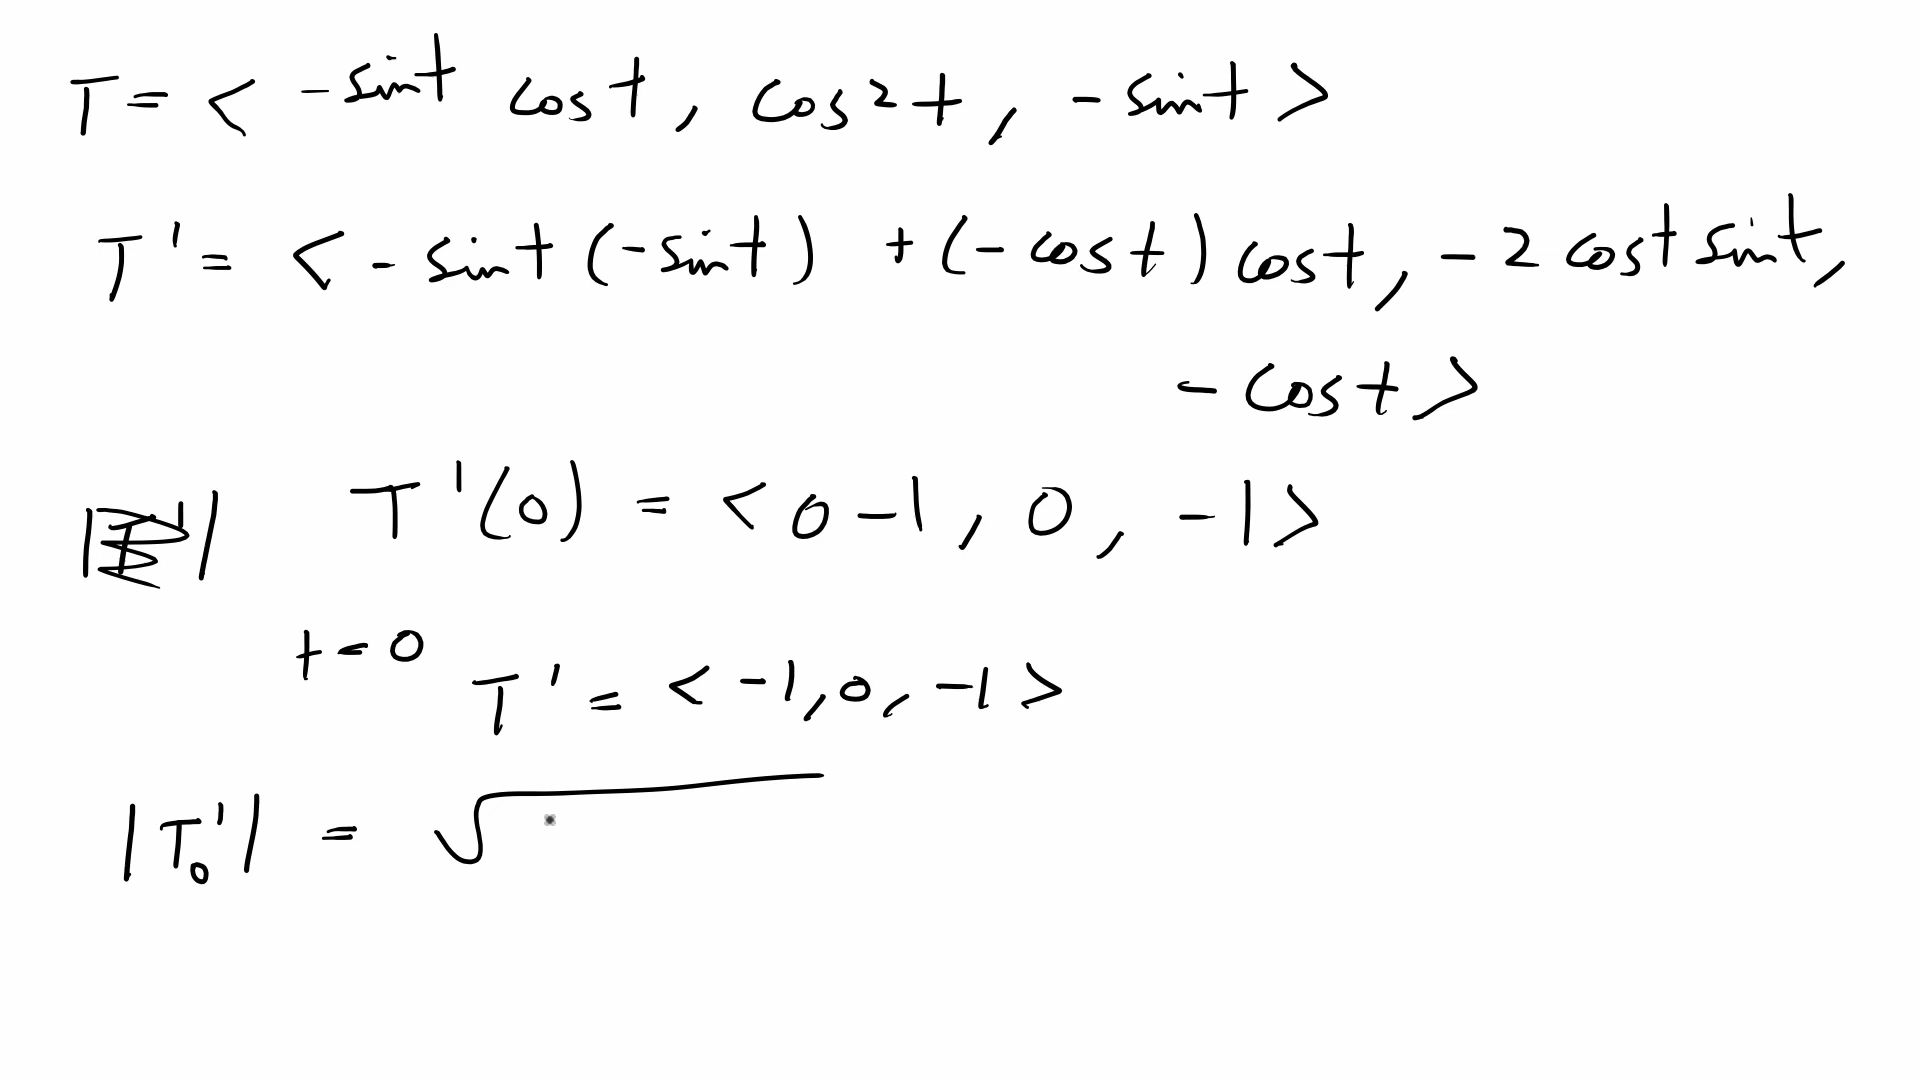 T = < -sint cost, cos²t, -sint >
T' = < - sint (-sint) + (- cost) cost, - 2 cost sint,
- cost >
T'(0) = < 0 - 1, 0, -1 >
t = 0
T' = < -1, 0, -1 >
|T₀'| = √